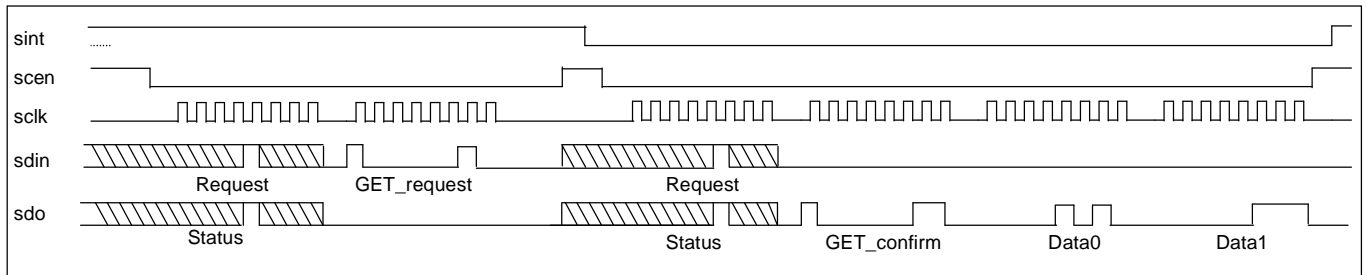 sint
scen
sclk
sdin
Request GET_request Request
sdo
Status Status GET_confirm Data0 Data1